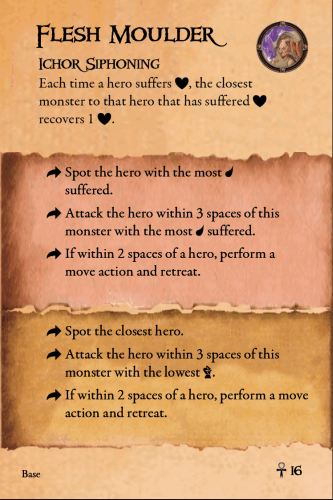 Flesh Moulder
Ichor Siphoning
Each time a hero suffers ♥, the closest
monster to that hero that has suffered ♥
recovers 1 ♥.
Spot the hero with the most
suffered.
Attack the hero within 3 spaces of this
monster with the most suffered.
If within 2 spaces of a hero, perform a
move action and retreat.
Spot the closest hero.
Attack the hero within 3 spaces of this
monster with the lowest .
If within 2 spaces of a hero, perform a move
action and retreat.
Base
☥ 16